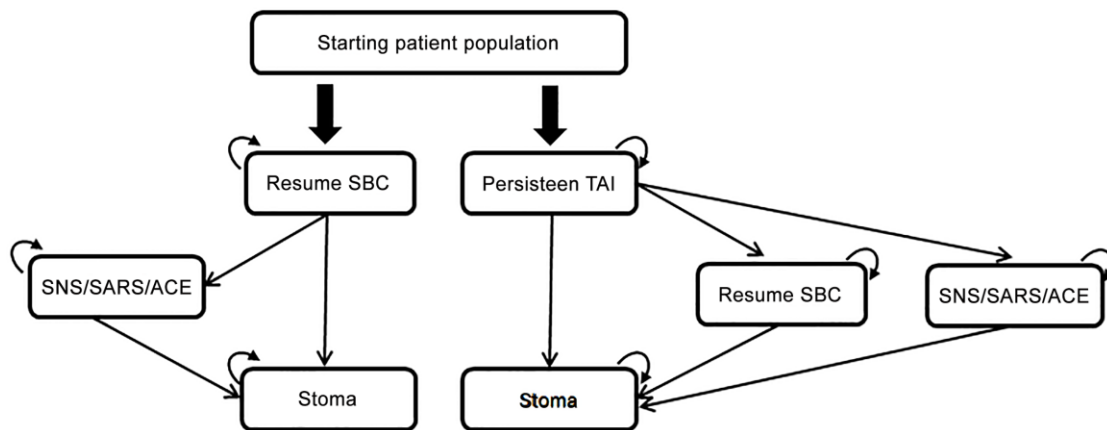 Starting patient population
Resume SBC
Persisteen TAI
SNS/SARS/ACE
Resume SBC
SNS/SARS/ACE
Stoma
Stoma